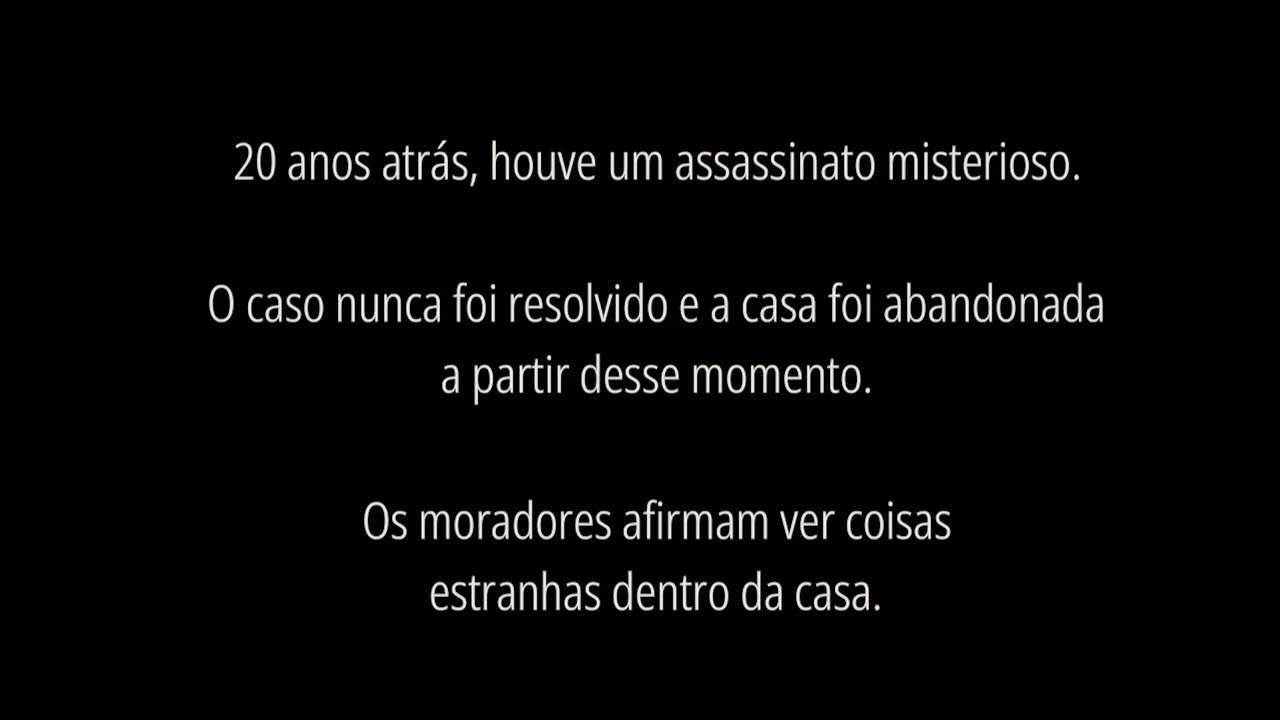 20 anos atrás, houve um assassinato misterioso.
O caso nunca foi resolvido e a casa foi abandonada
a partir desse momento.
Os moradores afirmam ver coisas
estranhas dentro da casa.